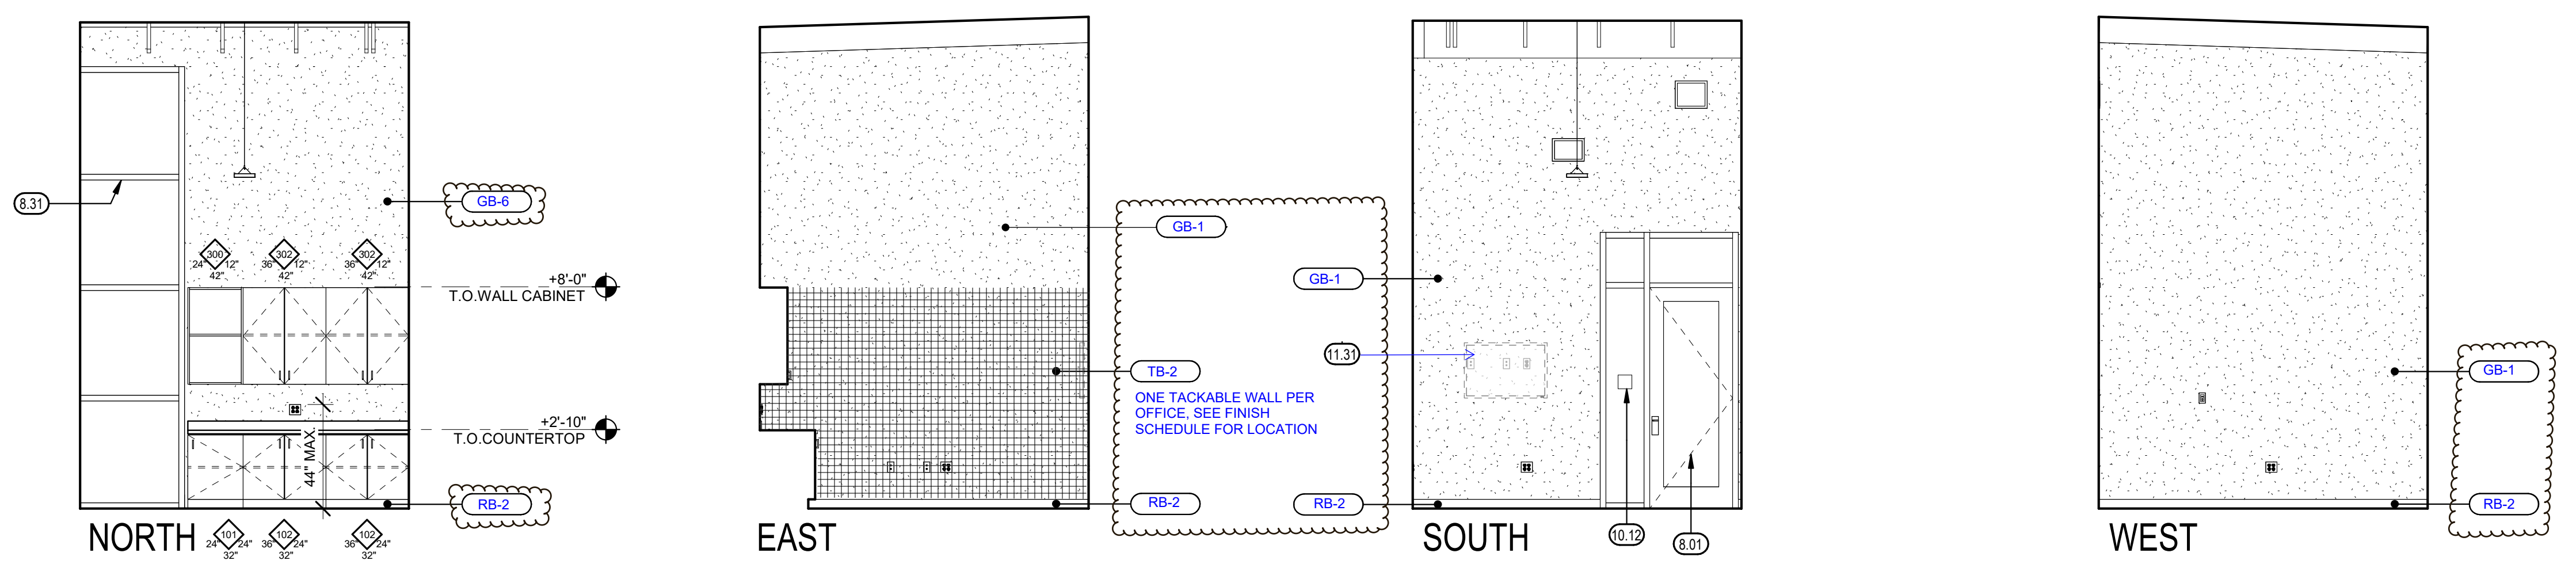 8.31
GB-6
300
24" 12"
42"
302
36" 12"
42"
302
36" 12"
42"
+8'-0"
T.O.WALL CABINET
+2'-10"
T.O.COUNTERTOP
44" MAX.
RB-2
NORTH
101
24" 24"
32"
102
36" 24"
32"
102
36" 24"
32"
GB-1
TB-2
ONE TACKABLE WALL PER
OFFICE, SEE FINISH
SCHEDULE FOR LOCATION
RB-2
EAST
GB-1
11.31
RB-2
SOUTH
10.12
8.01
GB-1
RB-2
WEST